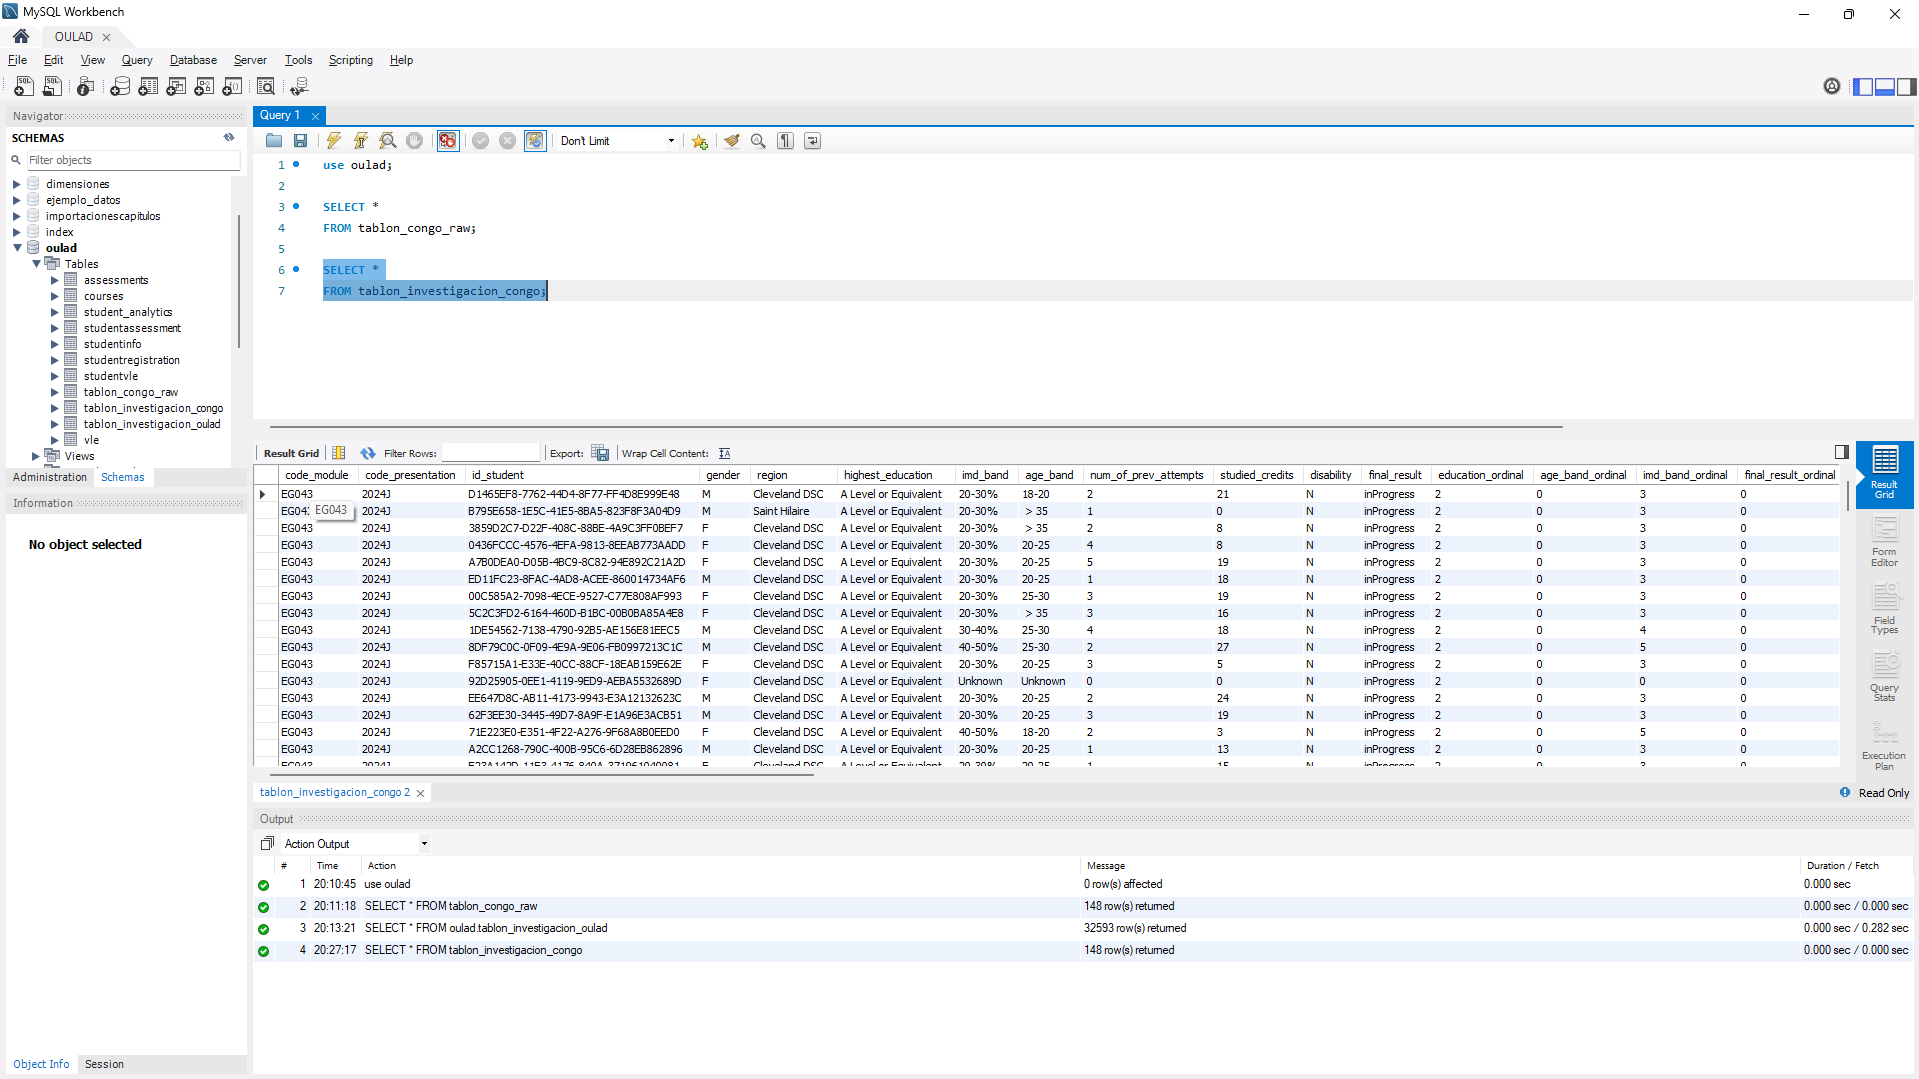 MySQL Workbench
OULAD
File Edit View Query Database Server Tools Scripting Help
Navigator
SCHEMAS
Filter objects
dimensiones
ejemplo_datos
importacionescapitulos
index
oulad
Tables
assessments
courses
student_analytics
studentassessment
studentinfo
studentregistration
studentvle
tablon_congo_raw
tablon_investigacion_congo
tablon_investigacion_oulad
vle
Views
Administration Schemas
Information
No object selected
Object Info Session
Query 1
Don't Limit
1 use oulad;
2
3 SELECT *
4 FROM tablon_congo_raw;
5
6 SELECT *
7 FROM tablon_investigacion_congo;
Result Grid Filter Rows: Export: Wrap Cell Content:
code_module code_presentation id_student gender region highest_education imd_band age_band num_of_prev_attempts studied_credits disability final_result education_ordinal age_band_ordinal imd_band_ordinal final_result_ordinal
EG043 2024J D1465EF8-7762-44D4-8F77-FF4D8E999E48 M Cleveland DSC A Level or Equivalent 20-30% 18-20 2 21 N inProgress 2 0 3 0
EG043 2024J B795E658-1E5C-41E5-8BA5-823F8F3A04D9 M Saint Hilaire A Level or Equivalent 20-30% > 35 1 0 N inProgress 2 0 3 0
EG043
EG043 2024J 3859D2C7-D22F-408C-88BE-4A9C3FF0BEF7 F Cleveland DSC A Level or Equivalent 20-30% > 35 2 8 N inProgress 2 0 3 0
EG043 2024J 0436FCCC-4576-4EFA-9813-8EEAB773AADD F Cleveland DSC A Level or Equivalent 20-30% 20-25 4 8 N inProgress 2 0 3 0
EG043 2024J A7B0DEA0-D05B-4BC9-8C82-94E892C21A2D F Cleveland DSC A Level or Equivalent 20-30% 20-25 5 19 N inProgress 2 0 3 0
EG043 2024J ED11FC23-8FAC-4AD8-ACEE-860014734AF6 M Cleveland DSC A Level or Equivalent 20-30% 20-25 1 18 N inProgress 2 0 3 0
EG043 2024J 00C585A2-7098-4ECE-9527-C77E808AF993 F Cleveland DSC A Level or Equivalent 20-30% 25-30 3 19 N inProgress 2 0 3 0
EG043 2024J 5C2C3FD2-6164-460D-B1BC-00B0BA85A4E8 F Cleveland DSC A Level or Equivalent 20-30% > 35 3 16 N inProgress 2 0 3 0
EG043 2024J 1DE54562-7138-4790-92B5-AE156E81EEC5 M Cleveland DSC A Level or Equivalent 30-40% 25-30 4 18 N inProgress 2 0 4 0
EG043 2024J 8DF79C0C-0F09-4E9A-9E06-FB0997213C1C M Cleveland DSC A Level or Equivalent 40-50% 25-30 2 27 N inProgress 2 0 5 0
EG043 2024J F85715A1-E33E-40CC-88CF-18EAB159E62E F Cleveland DSC A Level or Equivalent 20-30% 20-25 3 5 N inProgress 2 0 3 0
EG043 2024J 92D25905-0EE1-4119-9ED9-AEBA5532689D F Cleveland DSC A Level or Equivalent Unknown Unknown 0 0 N inProgress 2 0 3 0
EG043 2024J EE647D8C-AB11-4173-9943-E3A12132623C M Cleveland DSC A Level or Equivalent 20-30% 20-25 2 24 N inProgress 2 0 3 0
EG043 2024J 62F3EE30-3445-49D7-8A9F-E1A96E3ACB51 M Cleveland DSC A Level or Equivalent 20-30% 20-25 3 19 N inProgress 2 0 3 0
EG043 2024J 71E223E0-E351-4F22-A276-9F68A8B0EED0 F Cleveland DSC A Level or Equivalent 40-50% 18-20 2 3 N inProgress 2 0 5 0
EG043 2024J A2CC1268-790C-400B-95C6-6D28EB862896 M Cleveland DSC A Level or Equivalent 20-30% 20-25 1 13 N inProgress 2 0 3 0
Result Grid
Form Editor
Field Types
Query Stats
Execution Plan
tablon_investigacion_congo 2
Read Only
Output
Action Output
# Time Action Message Duration / Fetch
1 20:10:45 use oulad 0 row(s) affected 0.000 sec
2 20:11:18 SELECT * FROM tablon_congo_raw 148 row(s) returned 0.000 sec / 0.000 sec
3 20:13:21 SELECT * FROM oulad.tablon_investigacion_oulad 32593 row(s) returned 0.000 sec / 0.282 sec
4 20:27:17 SELECT * FROM tablon_investigacion_congo 148 row(s) returned 0.000 sec / 0.000 sec